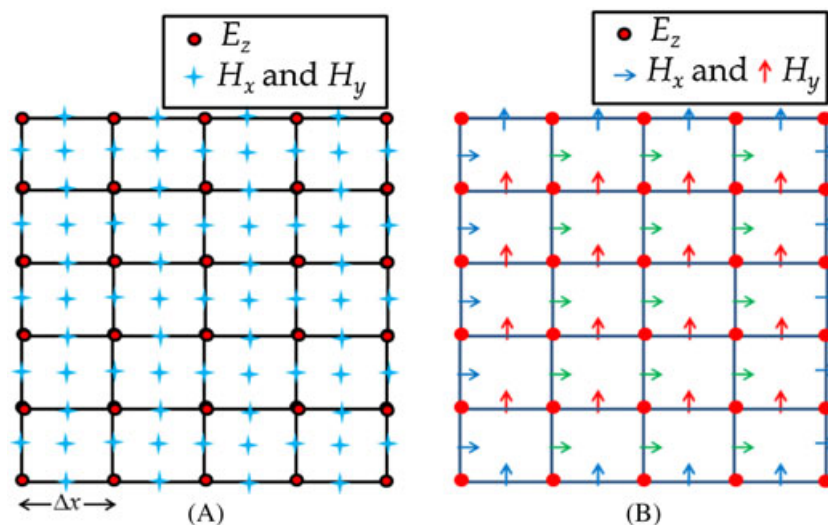 E_z
H_x and H_y
E_z
H_x and H_y
Δx
(A)
(B)